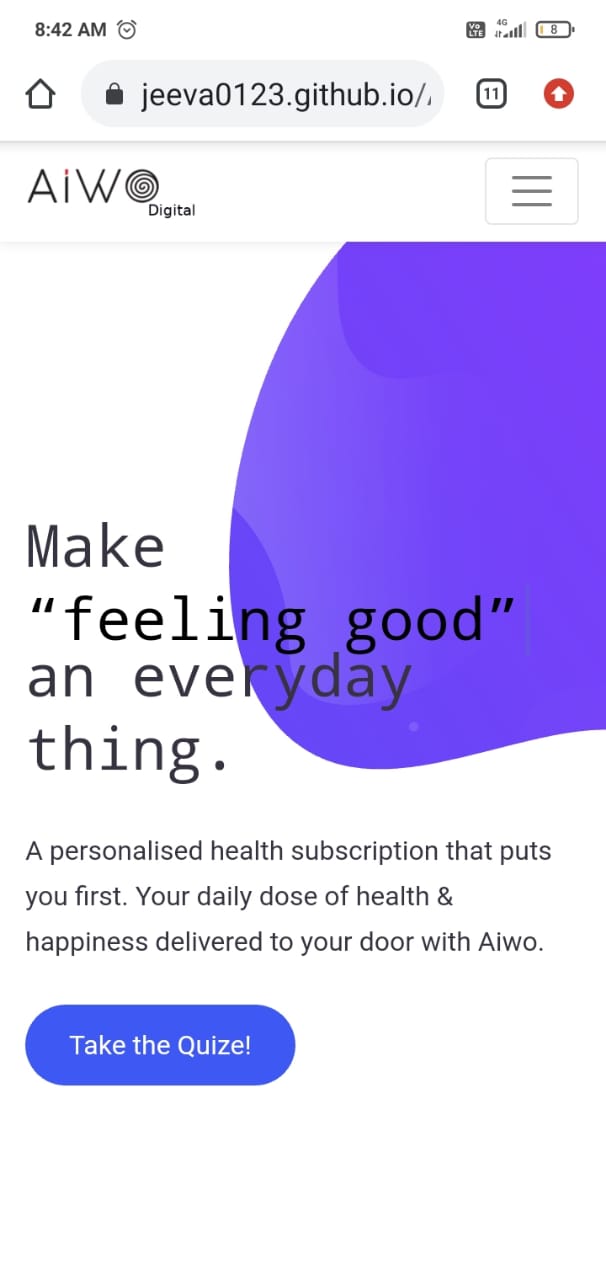 8:42 AM
Vo LTE
4G
8
jeeva0123.github.io/
11
AiWO
Digital
Make
“feeling good”
an everyday
thing.
A personalised health subscription that puts
you first. Your daily dose of health &
happiness delivered to your door with Aiwo.
Take the Quize!